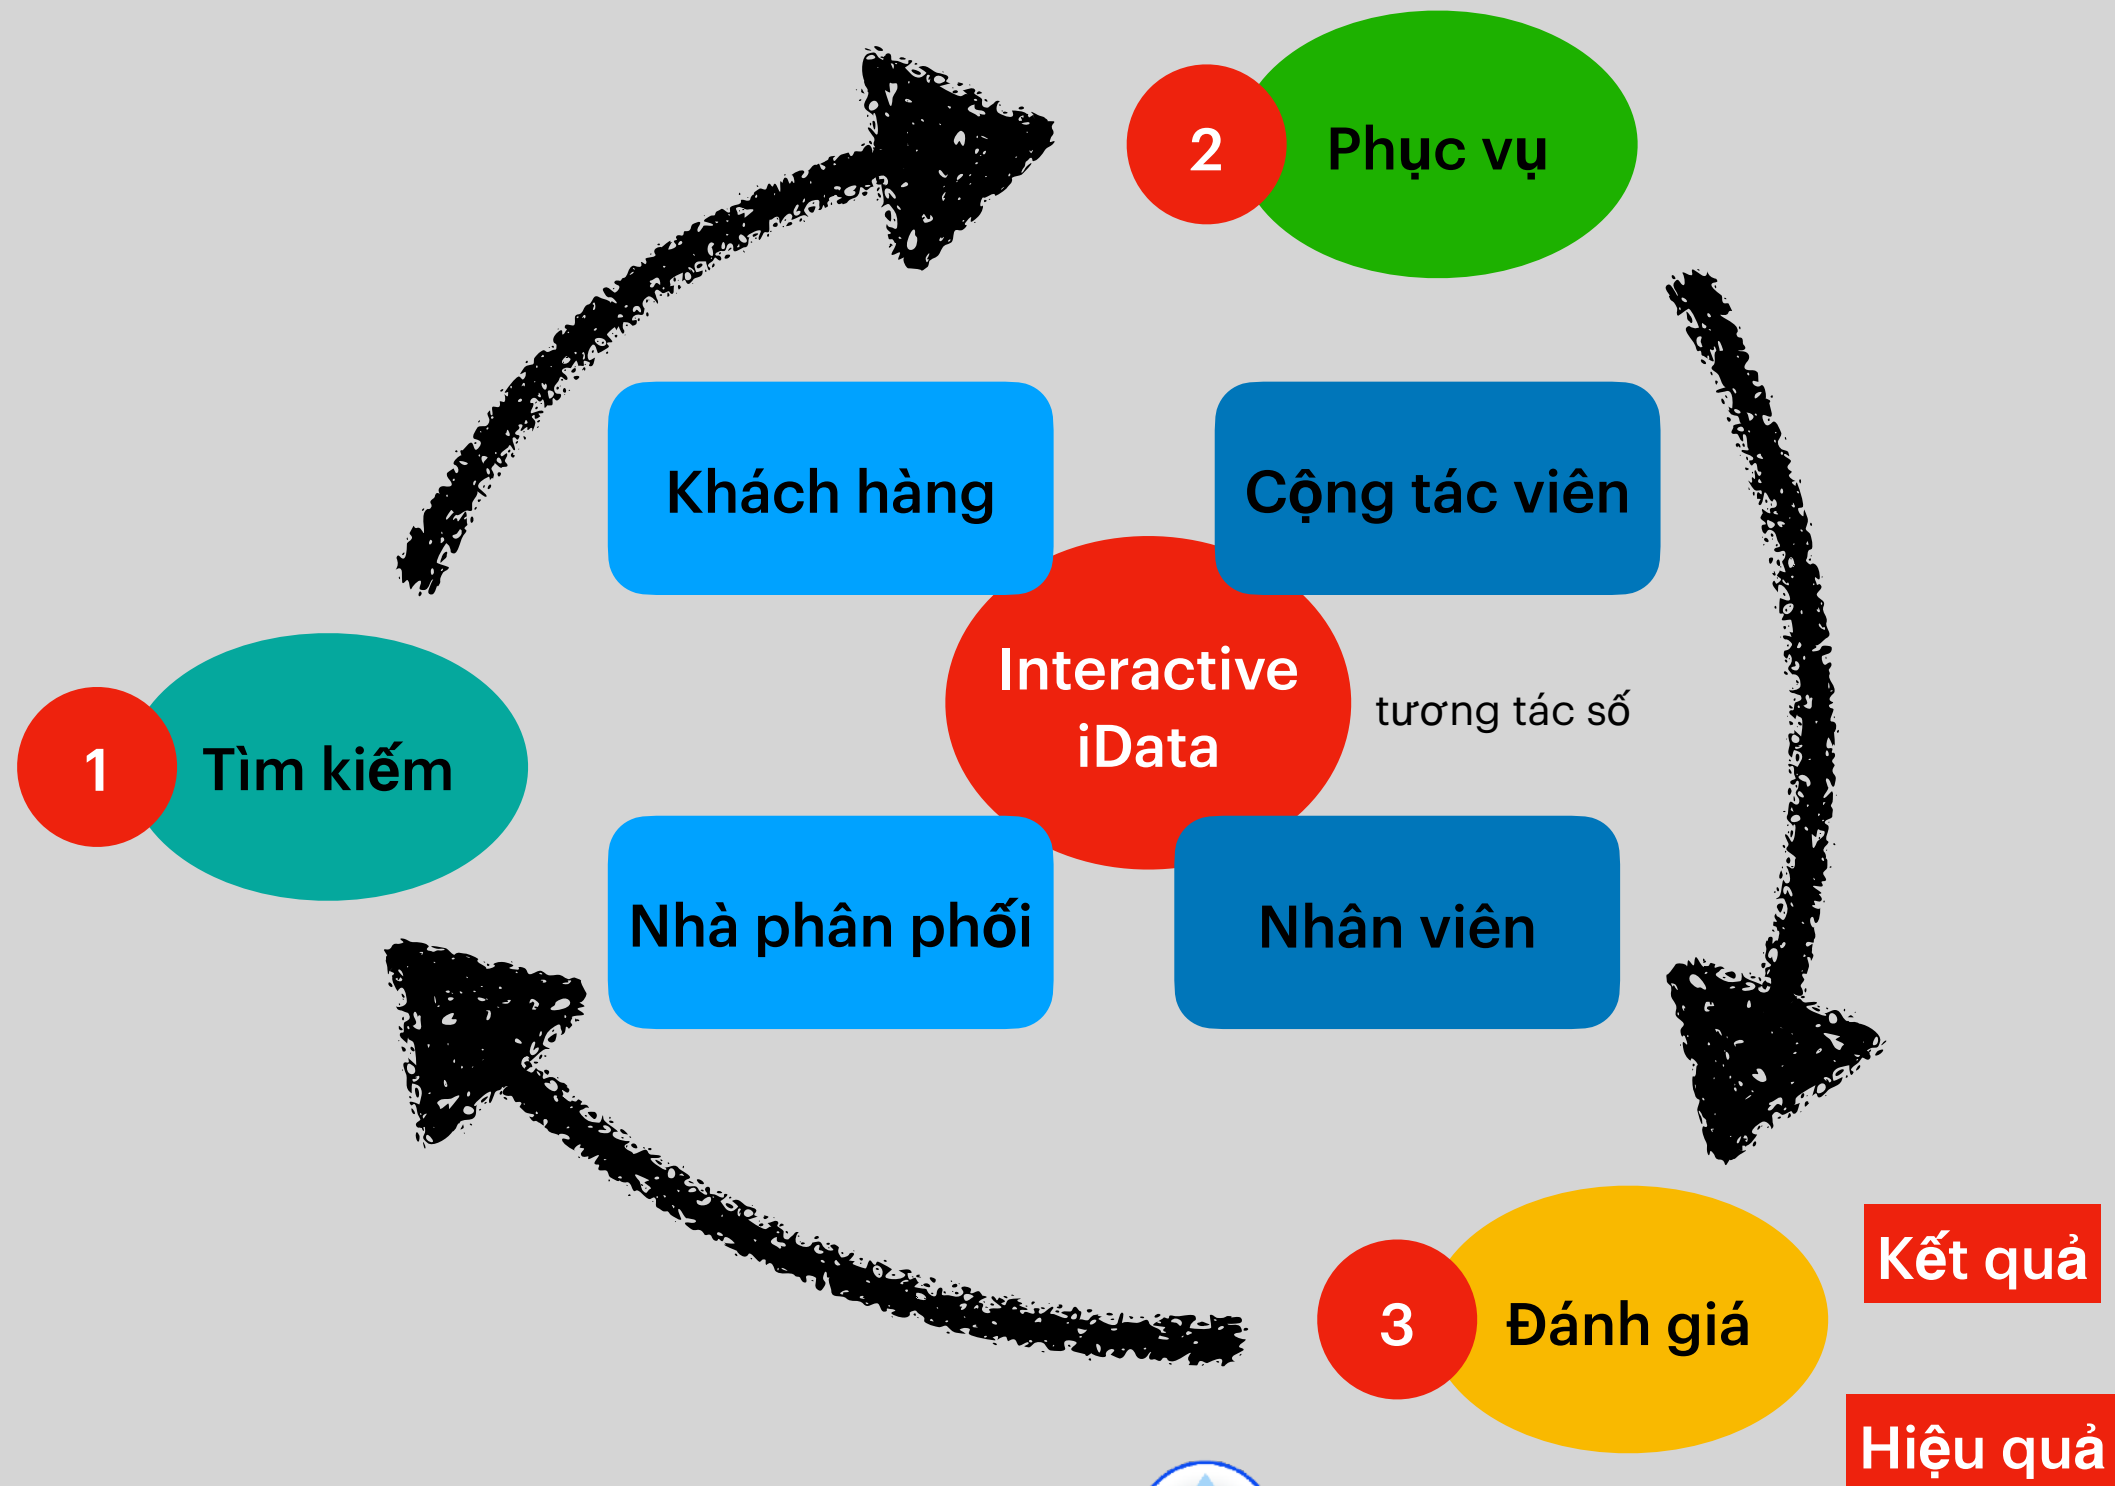 2
Phục vụ
Khách hàng
Cộng tác viên
Interactive
iData
tương tác số
1
Tìm kiếm
Nhà phân phối
Nhân viên
Kết quả
3
Đánh giá
Hiệu quả